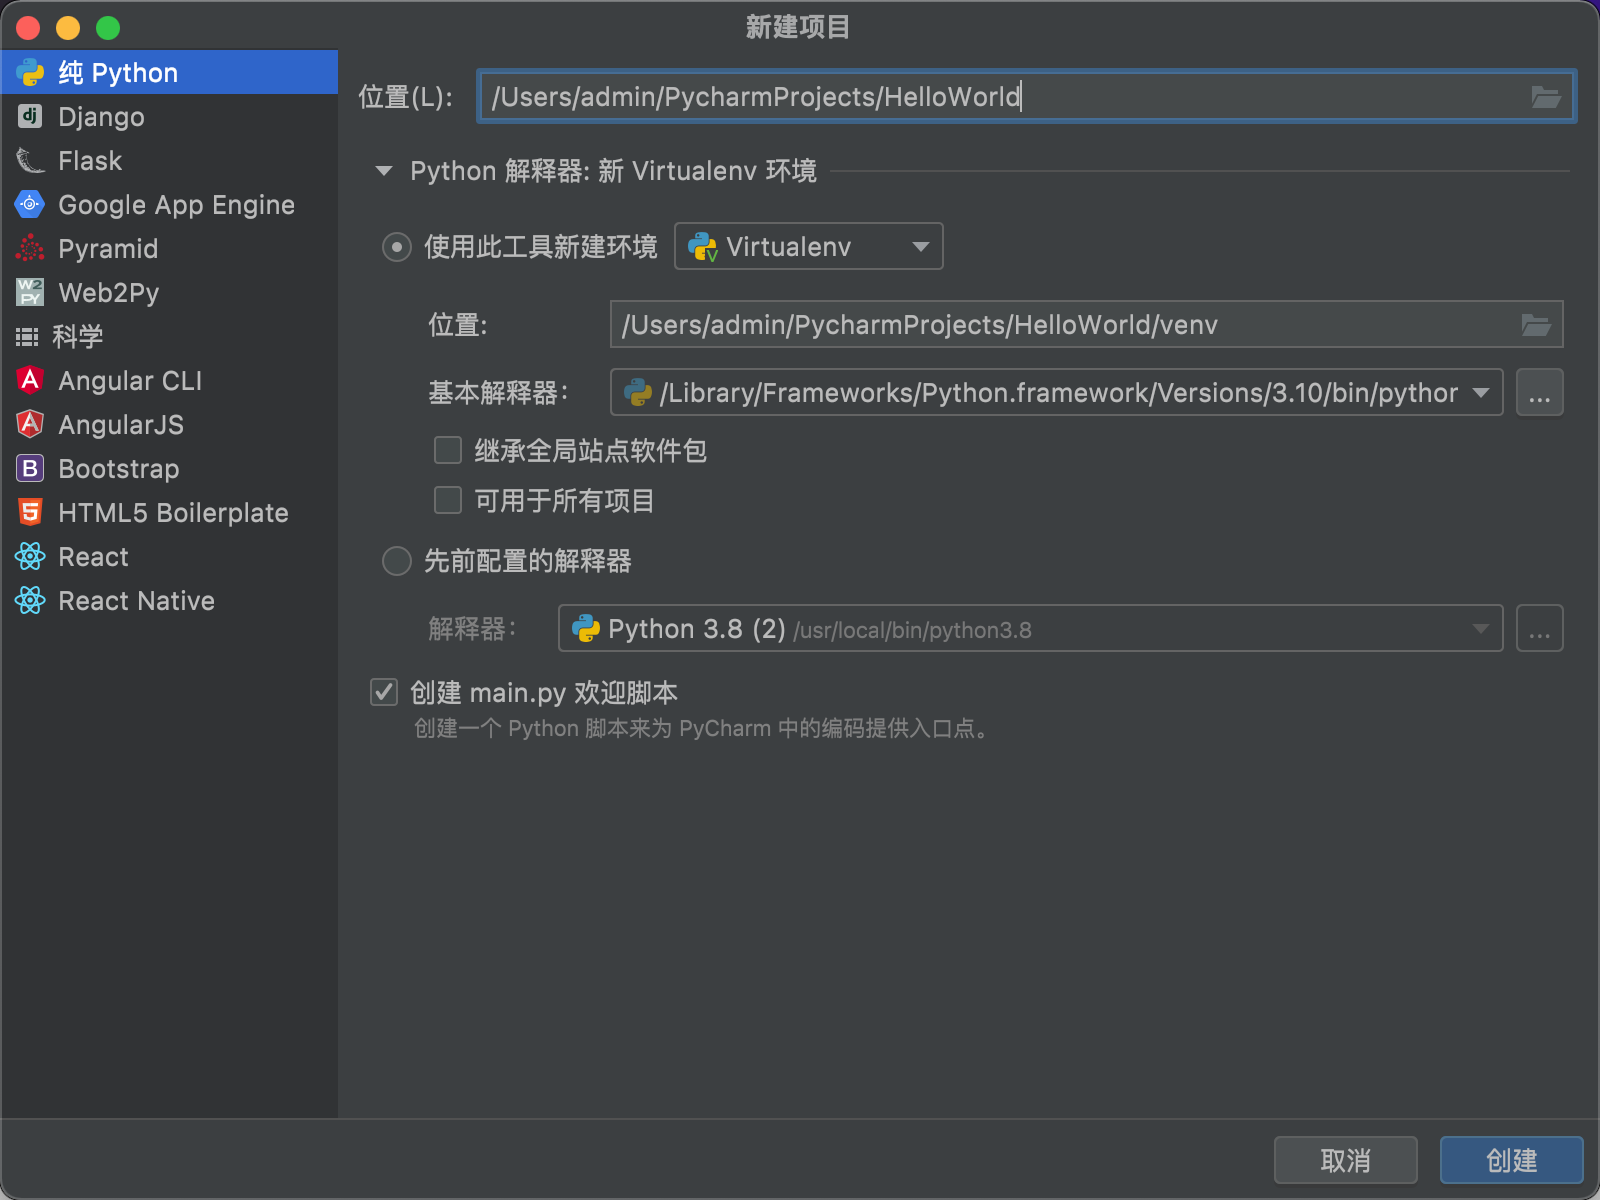 新建项目
纯 Python
Django
Flask
Google App Engine
Pyramid
Web2Py
科学
Angular CLI
AngularJS
Bootstrap
HTML5 Boilerplate
React
React Native
位置(L): /Users/admin/PycharmProjects/HelloWorld
Python 解释器: 新 Virtualenv 环境
使用此工具新建环境 Virtualenv
位置: /Users/admin/PycharmProjects/HelloWorld/venv
基本解释器: /Library/Frameworks/Python.framework/Versions/3.10/bin/pythor ...
继承全局站点软件包
可用于所有项目
先前配置的解释器
解释器: Python 3.8 (2) /usr/local/bin/python3.8 ...
创建 main.py 欢迎脚本
创建一个 Python 脚本来为 PyCharm 中的编码提供入口点。
取消 创建